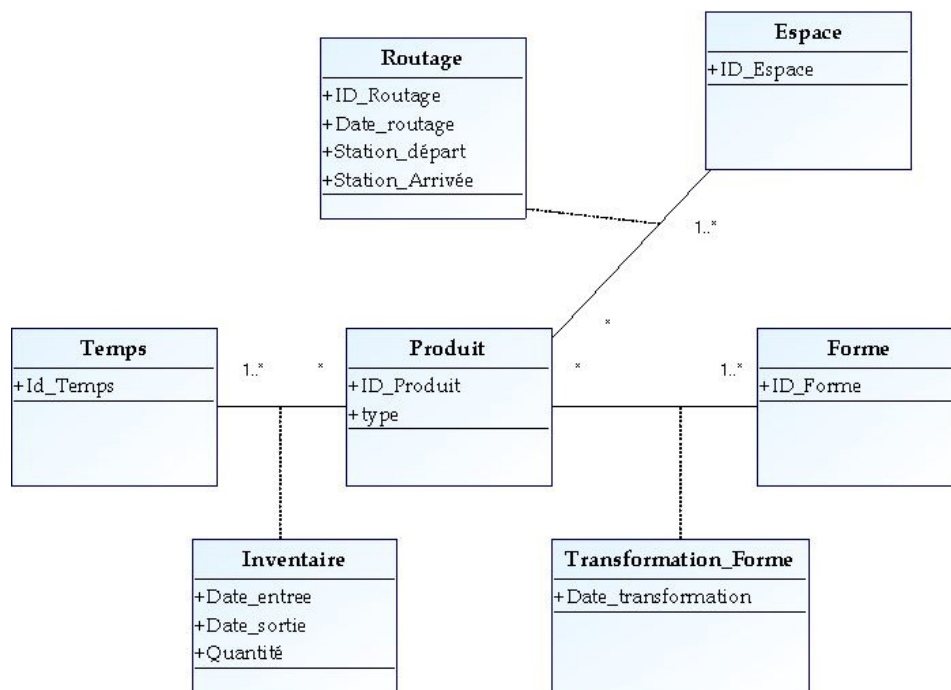 Espace
+ID_Espace
Routage
+ID_Routage
+Date_routage
+Station_départ
+Station_Arrivée
1..*
*
Temps
+Id_Temps
1..*
*
Produit
+ID_Produit
+type
*
1..*
Forme
+ID_Forme
Inventaire
+Date_entree
+Date_sortie
+Quantité
Transformation_Forme
+Date_transformation